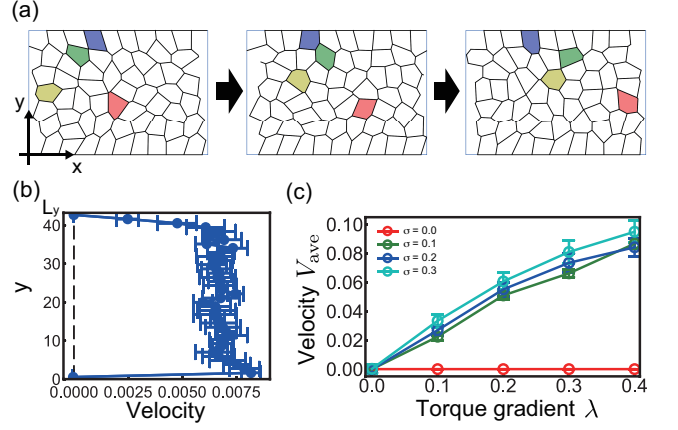 (a)
y
x
(b)
L_y
40
30
20
10
0
y
0.0000 0.0025 0.0050 0.0075
Velocity
(c)
0.10
0.08
0.06
0.04
0.02
0.00
Velocity V_ave
σ = 0.0
σ = 0.1
σ = 0.2
σ = 0.3
0.0 0.1 0.2 0.3 0.4
Torque gradient λ